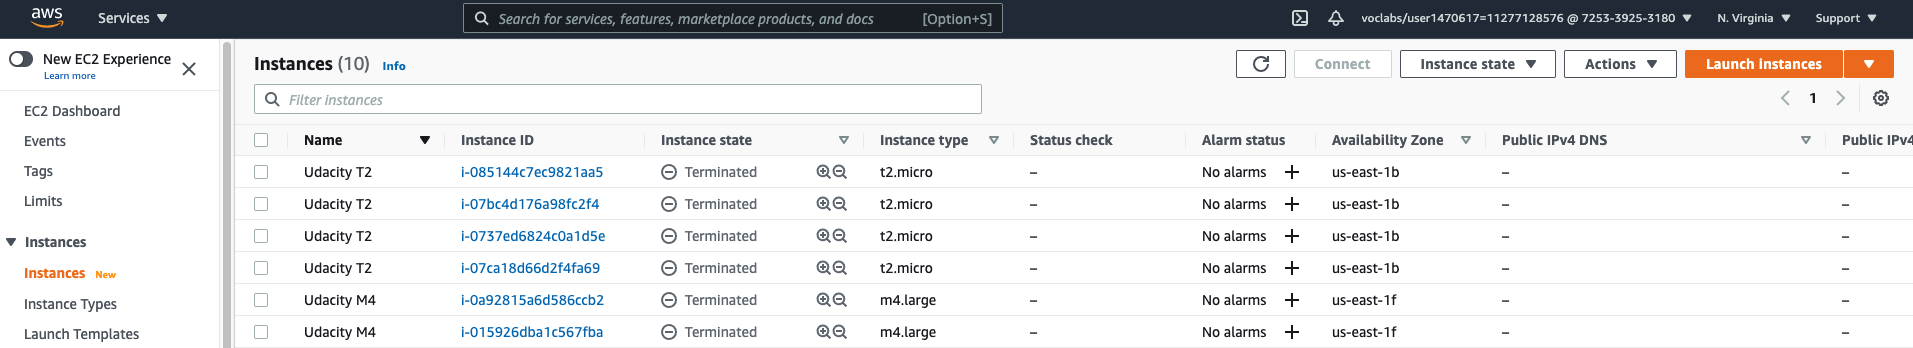 aws Services Search for services, features, marketplace products, and docs [Option+S] voclabs/user1470617=11277128576 @ 7253-3925-3180 N. Virginia Support
New EC2 Experience
Learn more
EC2 Dashboard
Events
Tags
Limits
Instances
Instances New
Instance Types
Launch Templates
Instances (10) Info Connect Instance state Actions Launch instances
Filter instances 1
Name Instance ID Instance state Instance type Status check Alarm status Availability Zone Public IPv4 DNS Public IPv4
Udacity T2 i-085144c7ec9821aa5 Terminated t2.micro – No alarms + us-east-1b – –
Udacity T2 i-07bc4d176a98fc2f4 Terminated t2.micro – No alarms + us-east-1b – –
Udacity T2 i-0737ed6824c0a1d5e Terminated t2.micro – No alarms + us-east-1b – –
Udacity T2 i-07ca18d66d2f4fa69 Terminated t2.micro – No alarms + us-east-1b – –
Udacity M4 i-0a92815a6d586ccb2 Terminated m4.large – No alarms + us-east-1f – –
Udacity M4 i-015926dba1c567fba Terminated m4.large – No alarms + us-east-1f – –